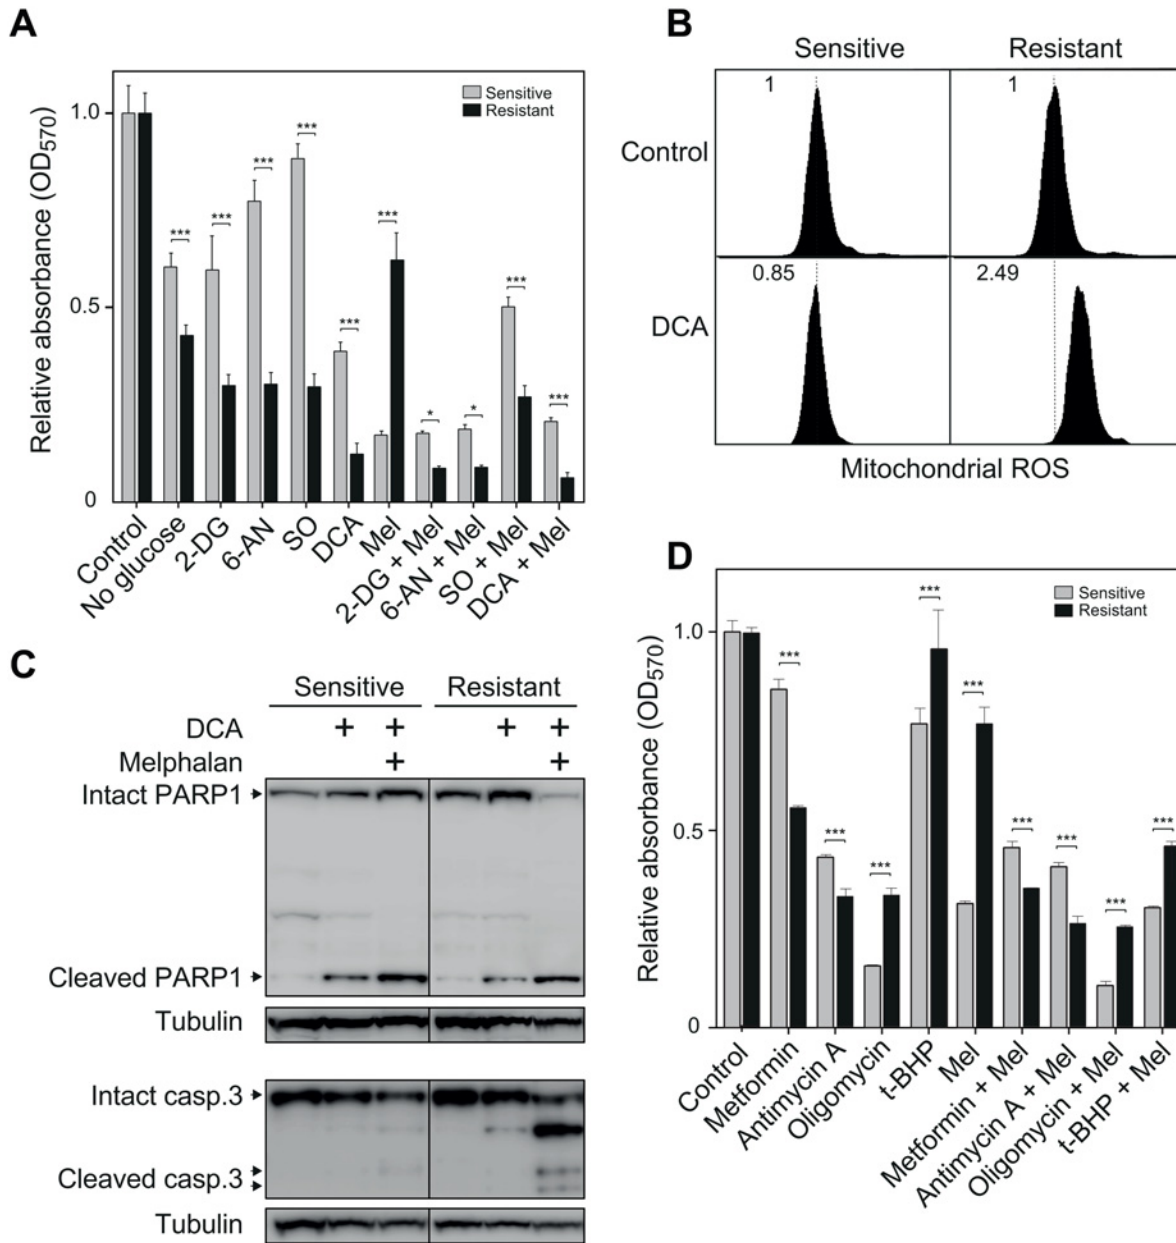 A
Relative absorbance (OD570)
1.0
0.5
0
Sensitive
Resistant
***
***
***
***
***
***
*
*
***
***
Control
No glucose
2-DG
6-AN
SO
DCA
Mel
2-DG + Mel
6-AN + Mel
SO + Mel
DCA + Mel
B
Sensitive Resistant
Control
1
1
DCA
0.85
2.49
Mitochondrial ROS
C
Sensitive Resistant
DCA + + + +
Melphalan + +
Intact PARP1
Cleaved PARP1
Tubulin
Intact casp.3
Cleaved casp.3
Tubulin
D
Relative absorbance (OD570)
1.0
0.5
0
Sensitive
Resistant
***
***
***
***
***
***
***
***
***
Control
Metformin
Antimycin A
Oligomycin
t-BHP
Mel
Metformin + Mel
Antimycin A + Mel
Oligomycin + Mel
t-BHP + Mel